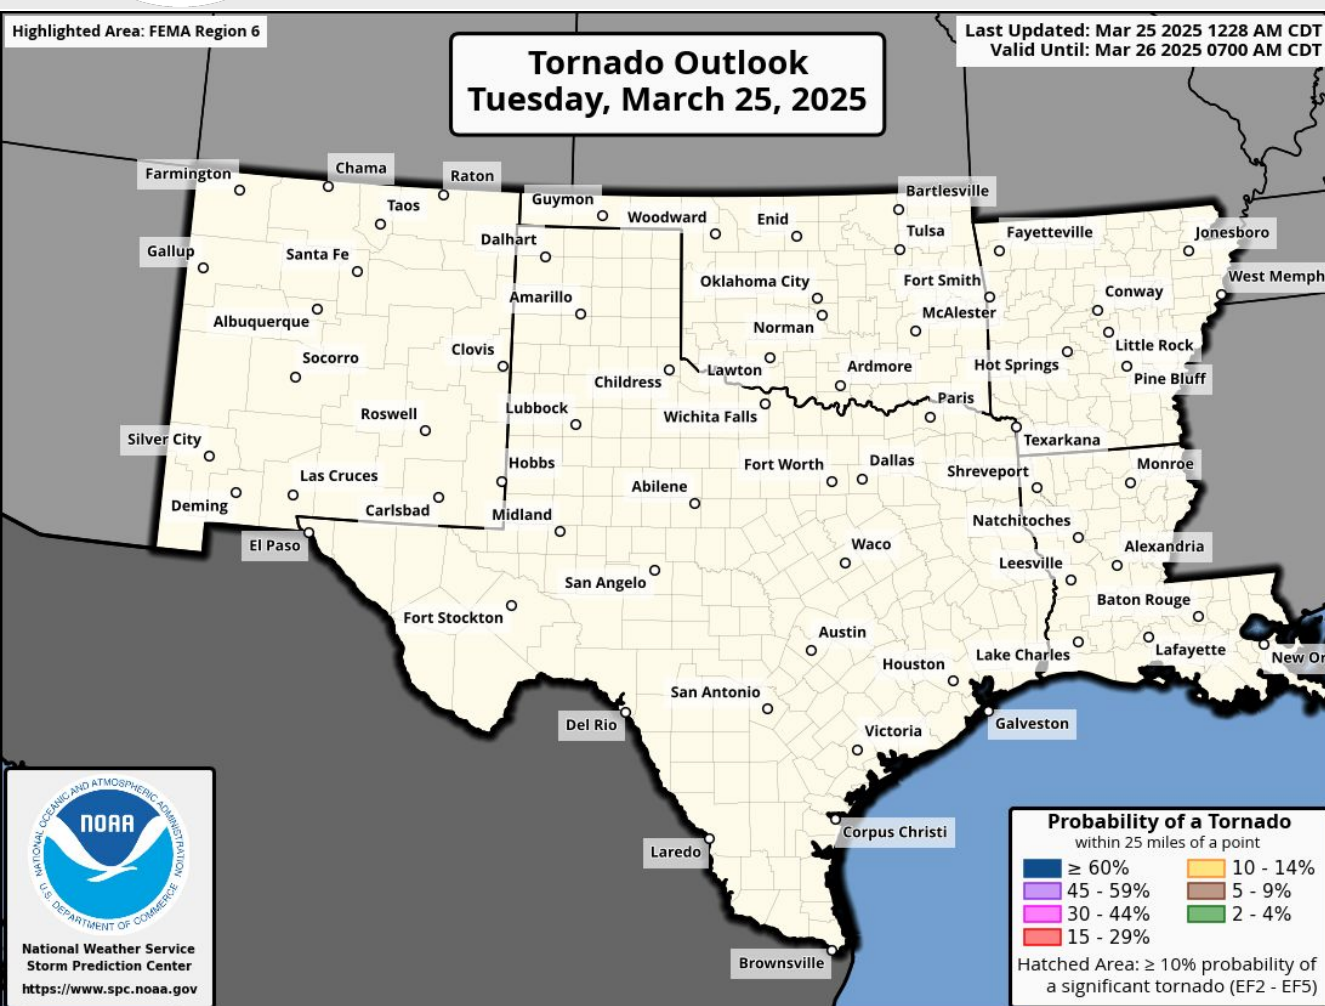 Highlighted Area: FEMA Region 6
Last Updated: Mar 25 2025 1228 AM CDT
Valid Until: Mar 26 2025 0700 AM CDT
Tornado Outlook
Tuesday, March 25, 2025
Farmington
Chama
Raton
Taos
Guymon
Woodward
Enid
Bartlesville
Tulsa
Fayetteville
Jonesboro
Gallup
Santa Fe
Dalhart
Oklahoma City
Fort Smith
Conway
West Memph
Albuquerque
Amarillo
Norman
McAlester
Little Rock
Socorro
Clovis
Childress
Lawton
Ardmore
Hot Springs
Pine Bluff
Roswell
Lubbock
Wichita Falls
Paris
Texarkana
Silver City
Las Cruces
Hobbs
Fort Worth
Dallas
Shreveport
Monroe
Deming
Carlsbad
Midland
Abilene
Natchitoches
El Paso
Waco
Alexandria
San Angelo
Leesville
Fort Stockton
Baton Rouge
Austin
Houston
Lake Charles
Lafayette
New Or
San Antonio
Del Rio
Victoria
Galveston
Corpus Christi
Laredo
Brownsville
NATIONAL OCEANIC AND ATMOSPHERIC ADMINISTRATION
NOAA
U.S. DEPARTMENT OF COMMERCE
National Weather Service
Storm Prediction Center
https://www.spc.noaa.gov
Probability of a Tornado
within 25 miles of a point
≥ 60%
10 - 14%
45 - 59%
5 - 9%
30 - 44%
2 - 4%
15 - 29%
Hatched Area: ≥ 10% probability of
a significant tornado (EF2 - EF5)